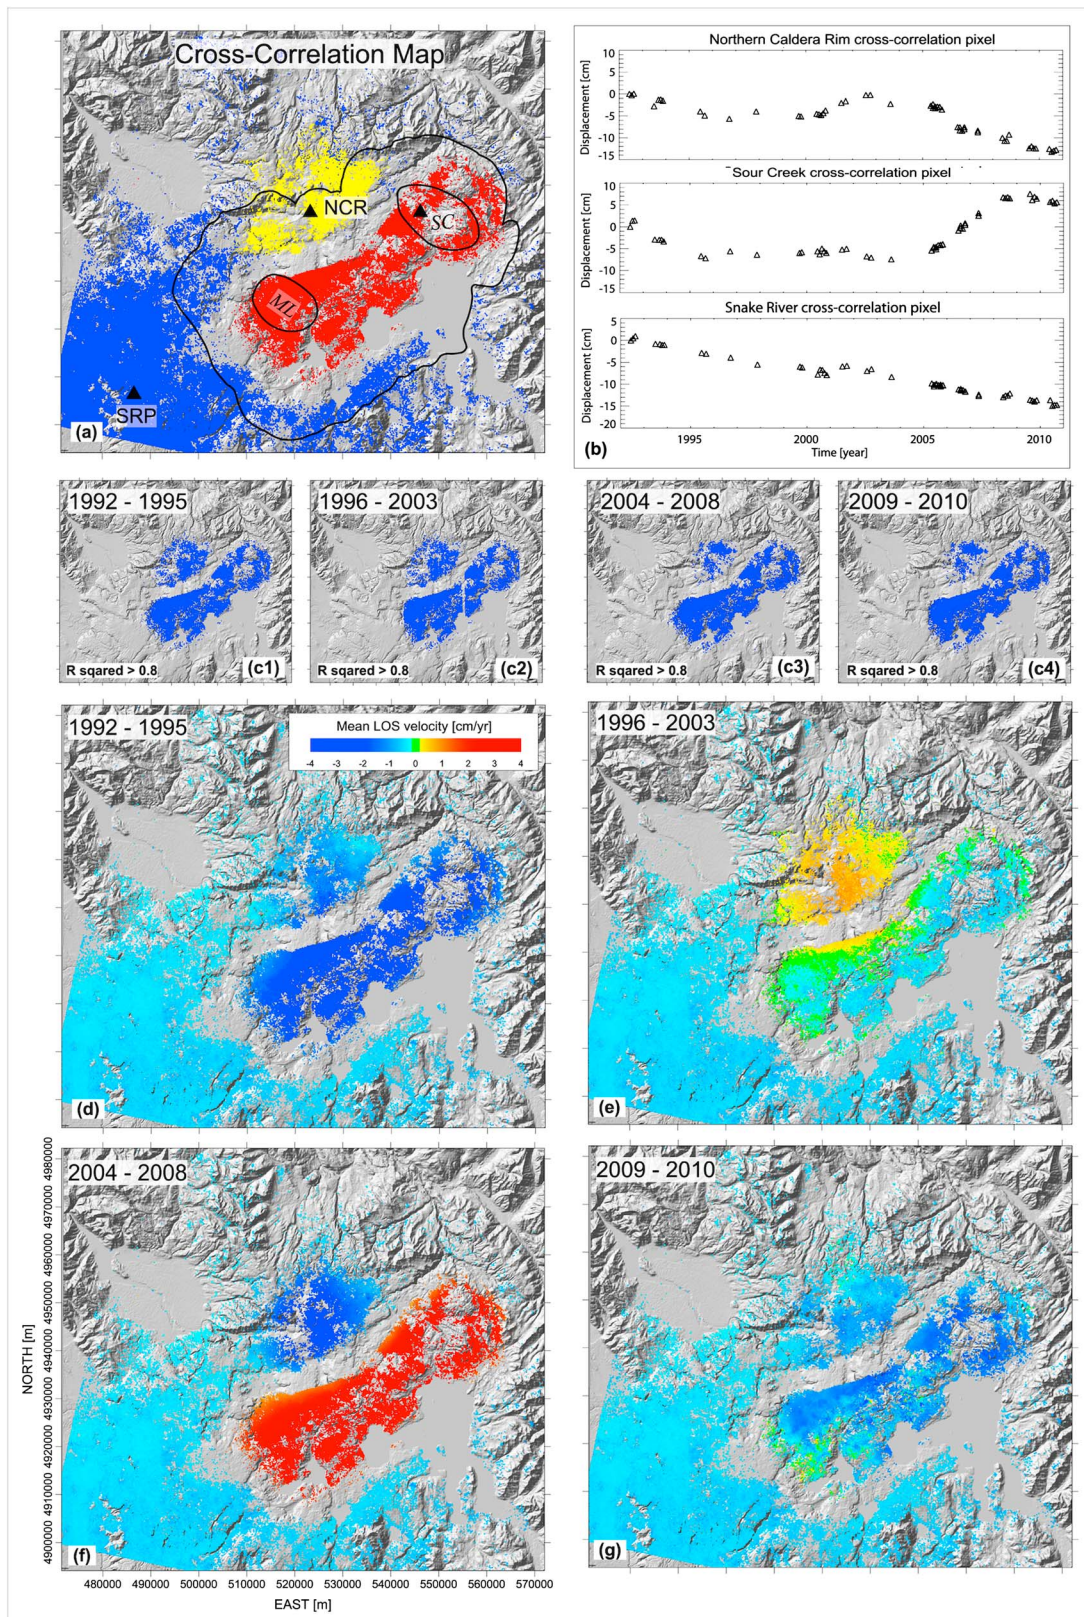 Cross-Correlation Map
NCR
SC
ML
SRP
(a)
Northern Caldera Rim cross-correlation pixel
Displacement [cm]
10
5
0
-5
-10
-15
Sour Creek cross-correlation pixel
Displacement [cm]
10
5
0
-5
-10
-15
Snake River cross-correlation pixel
Displacement [cm]
5
0
-5
-10
-15
-20
1995 2000 2005 2010
Time [year]
(b)
1992 - 1995
R sqared > 0.8
(c1)
1996 - 2003
R sqared > 0.8
(c2)
2004 - 2008
R sqared > 0.8
(c3)
2009 - 2010
R sqared > 0.8
(c4)
1992 - 1995
Mean LOS velocity [cm/yr]
-4 -3 -2 -1 0 1 2 3 4
(d)
1996 - 2003
(e)
2004 - 2008
NORTH [m]
4980000
4970000
4960000
4950000
4940000
4930000
4920000
4910000
4900000
(f)
480000 490000 500000 510000 520000 530000 540000 550000 560000 570000
EAST [m]
2009 - 2010
(g)